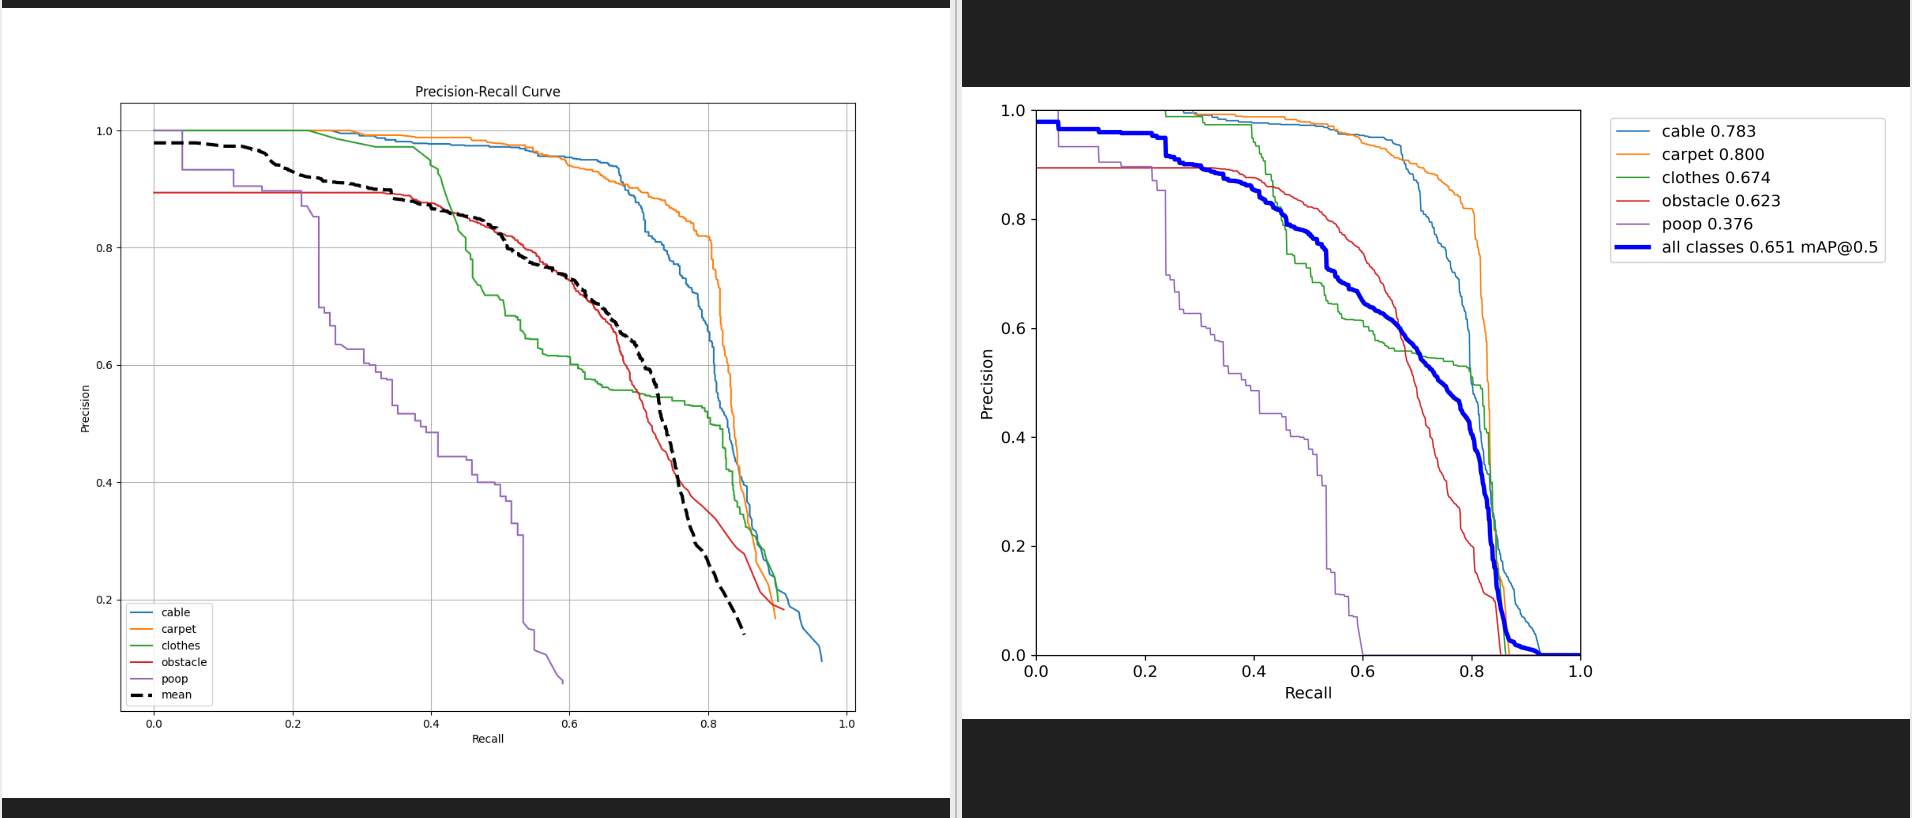 Precision-Recall Curve
1.0
0.8
0.6
0.4
0.2
Precision
cable
carpet
clothes
obstacle
poop
mean
0.0 0.2 0.4 0.6 0.8 1.0
Recall
1.0
0.8
0.6
0.4
0.2
0.0
Precision
0.0 0.2 0.4 0.6 0.8 1.0
Recall
cable 0.783
carpet 0.800
clothes 0.674
obstacle 0.623
poop 0.376
all classes 0.651 mAP@0.5